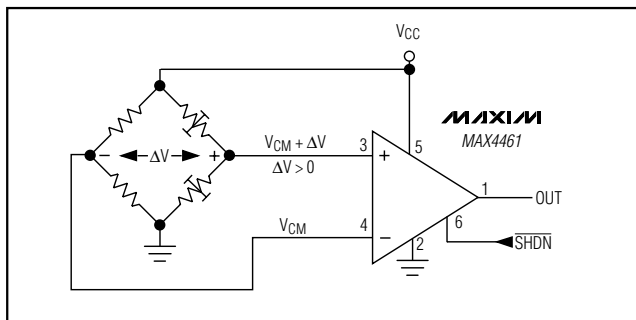 VCC
MAXIM
MAX4461
VCM + ΔV
ΔV > 0
3
+
5
1
OUT
- ΔV +
4
-
VCM
2
6
SHDN